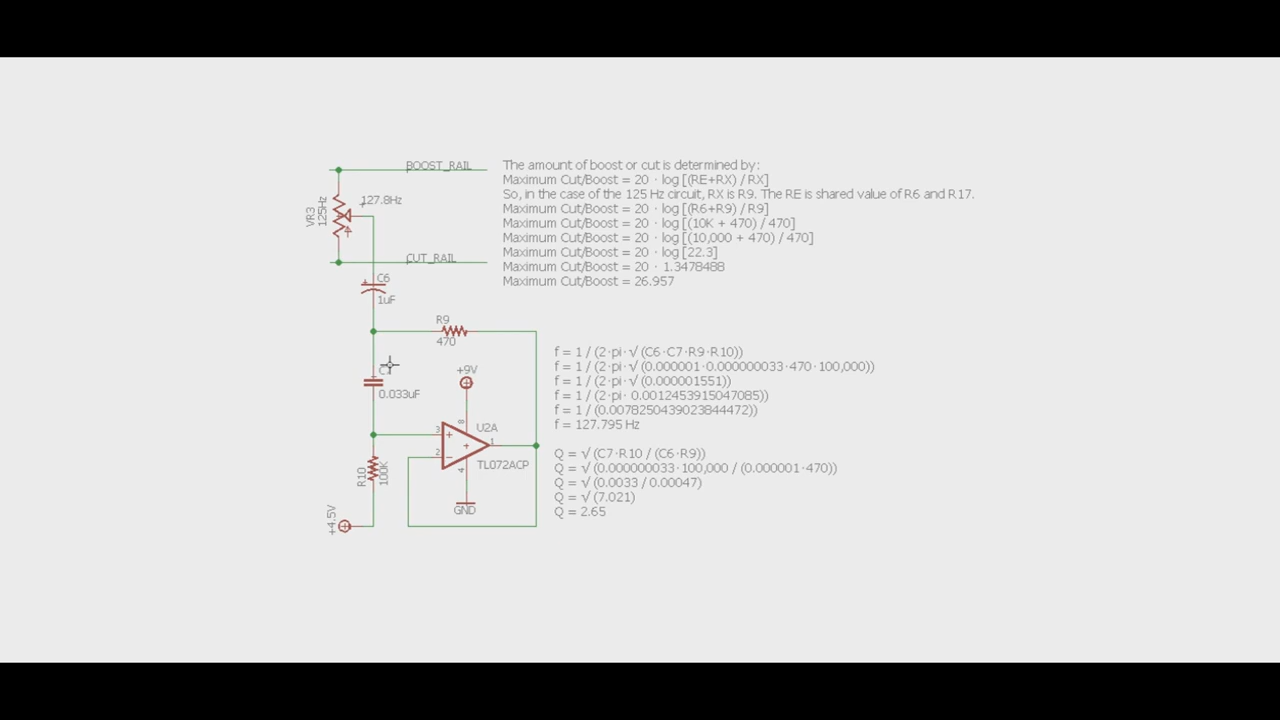 BOOST_RAIL
127.8Hz
VR3
125Hz
CUT_RAIL
C6
1uF
R9
470
0.033uF
+9V
8
U2A
3
+
1
2
-
+
4
TL072ACP
R10
100K
GND
+4.5V
The amount of boost or cut is determined by:
Maximum Cut/Boost = 20 · log [(RE+RX) / RX]
So, in the case of the 125 Hz circuit, RX is R9. The RE is shared value of R6 and R17.
Maximum Cut/Boost = 20 · log [(R6+R9) / R9]
Maximum Cut/Boost = 20 · log [(10K + 470) / 470]
Maximum Cut/Boost = 20 · log [(10,000 + 470) / 470]
Maximum Cut/Boost = 20 · log [22.3]
Maximum Cut/Boost = 20 · 1.3478488
Maximum Cut/Boost = 26.957
f = 1 / (2·pi·√ (C6·C7·R9·R10))
f = 1 / (2·pi·√ (0.000001·0.000000033·470·100,000))
f = 1 / (2·pi·√ (0.000001551))
f = 1 / (2·pi· 0.0012453915047085))
f = 1 / (0.0078250439023844472))
f = 127.795 Hz
Q = √ (C7·R10 / (C6·R9))
Q = √ (0.000000033·100,000 / (0.000001·470))
Q = √ (0.0033 / 0.00047)
Q = √ (7.021)
Q = 2.65